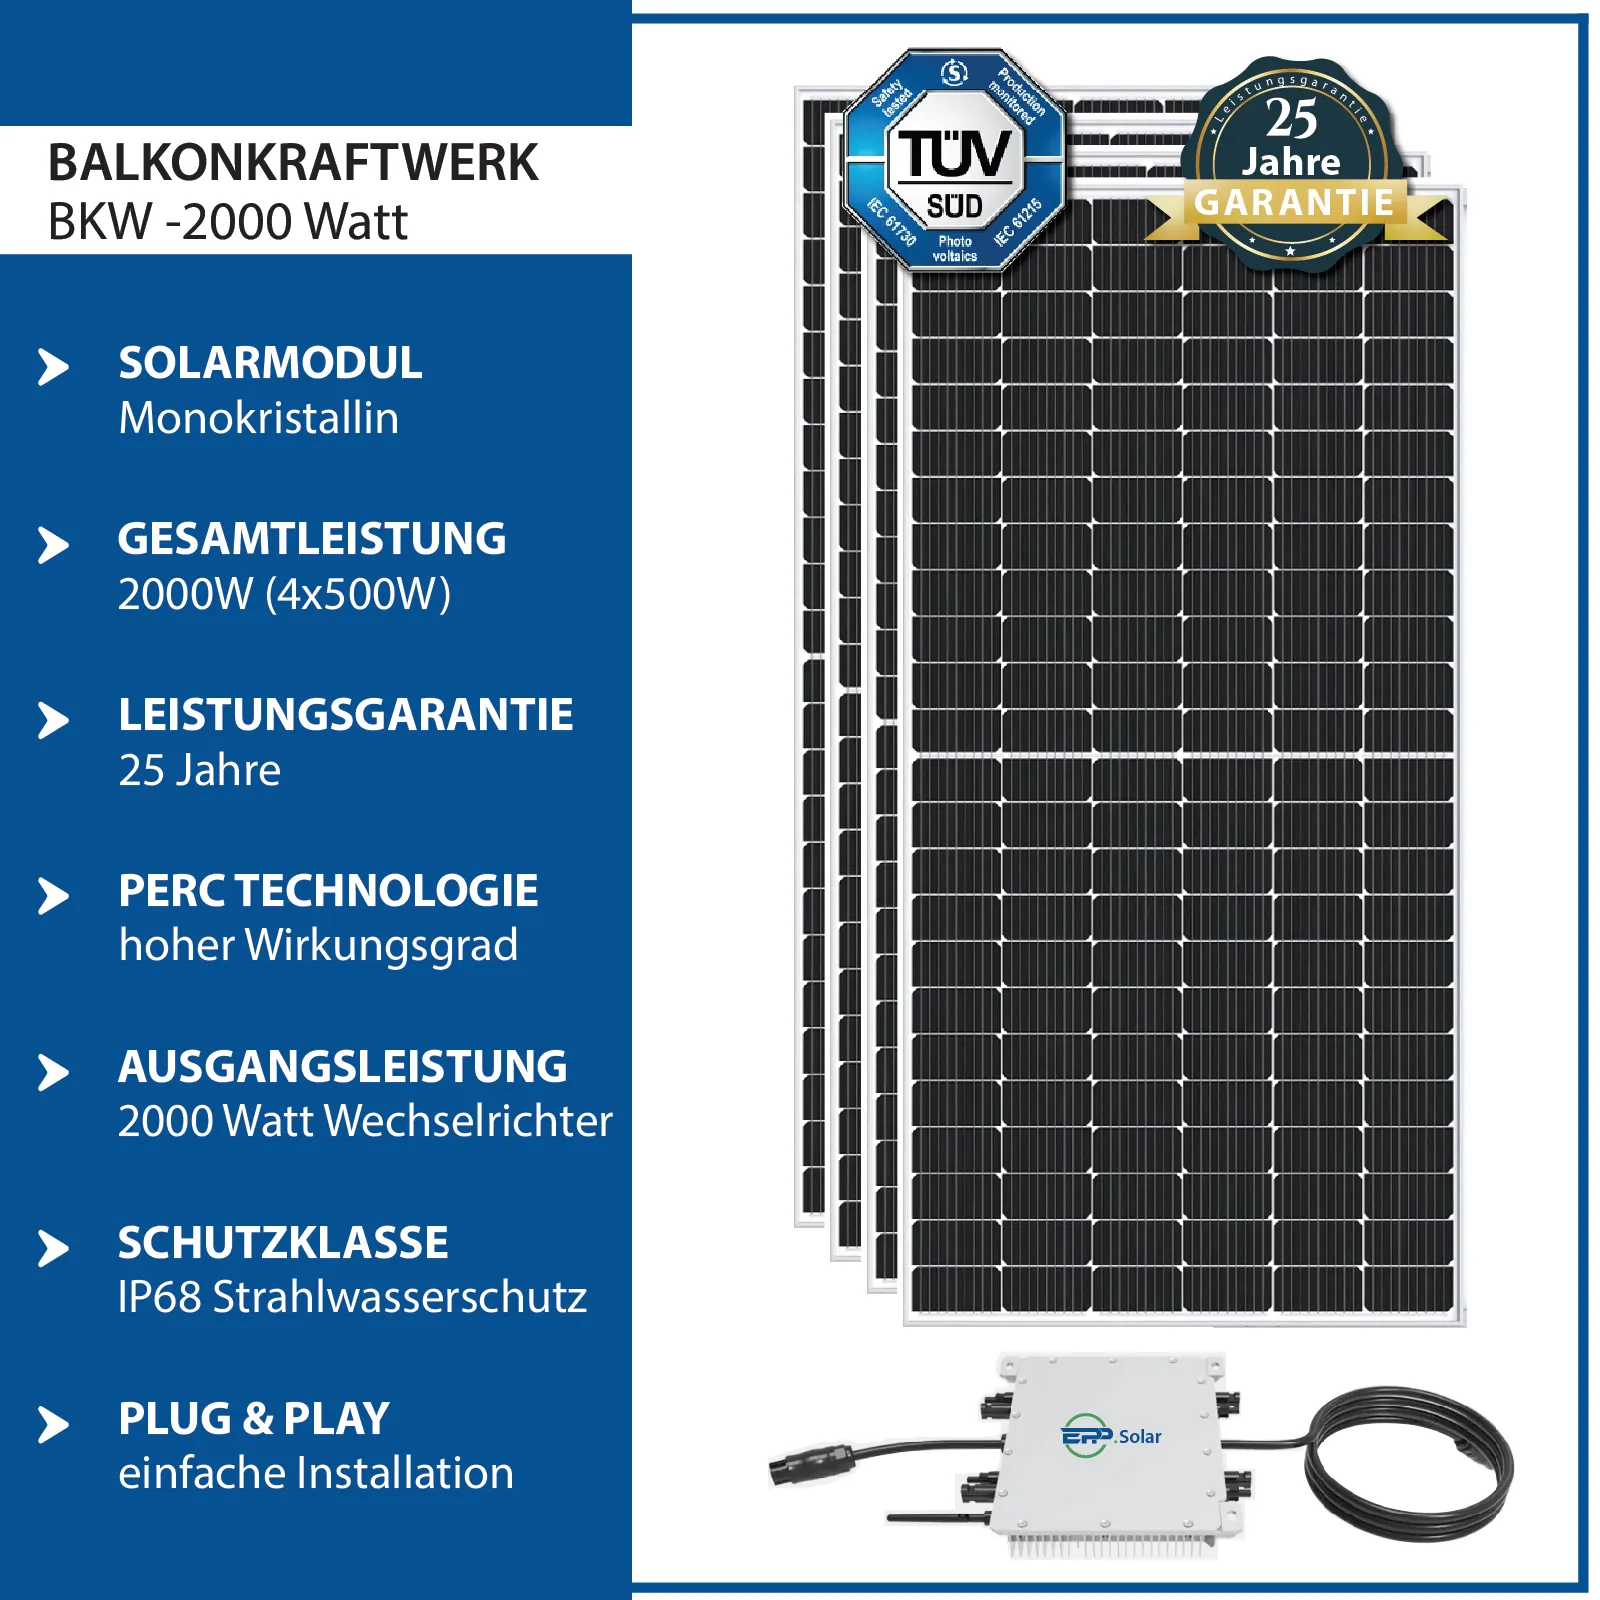 BALKONKRAFTWERK
BKW -2000 Watt
SOLARMODUL
Monokristallin
GESAMTLEISTUNG
2000W (4x500W)
LEISTUNGSGARANTIE
25 Jahre
PERC TECHNOLOGIE
hoher Wirkungsgrad
AUSGANGSLEISTUNG
2000 Watt Wechselrichter
SCHUTZKLASSE
IP68 Strahlwasserschutz
PLUG & PLAY
einfache Installation
Safety
tested
S
Production
monitored
TÜV
SÜD
IEC 61730
Photo
voltaics
IEC 61215
Leistungsgarantie
25
Jahre
GARANTIE
EPP.Solar